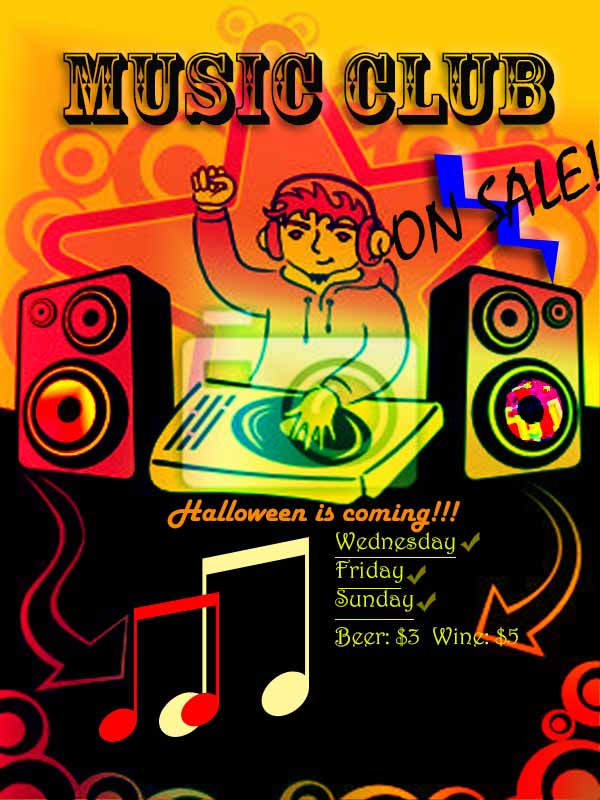 MUSIC CLUB
ON SALE!
Halloween is coming!!!
Wednesday
Friday
Sunday
Beer: $3 Wine: $5